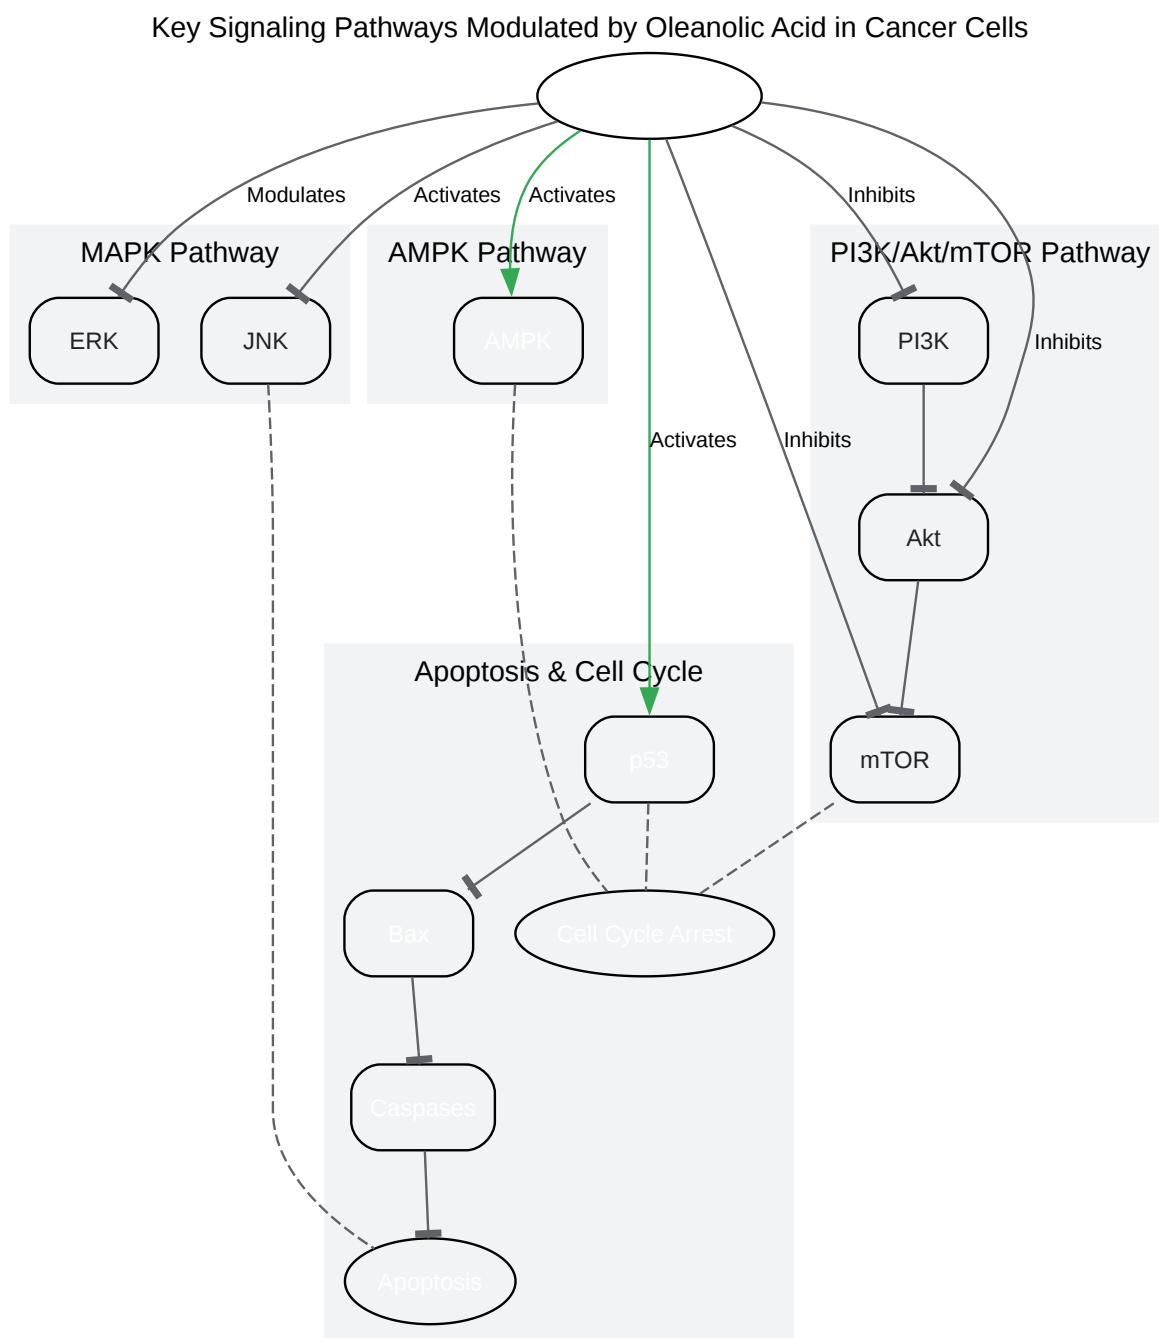 Key Signaling Pathways Modulated by Oleanolic Acid in Cancer Cells
Modulates
Activates
Activates
Inhibits
MAPK Pathway
AMPK Pathway
PI3K/Akt/mTOR Pathway
ERK
JNK
AMPK
PI3K
Inhibits
Activates
Inhibits
Akt
Apoptosis & Cell Cycle
p53
mTOR
Bax
Cell Cycle Arrest
Caspases
Apoptosis